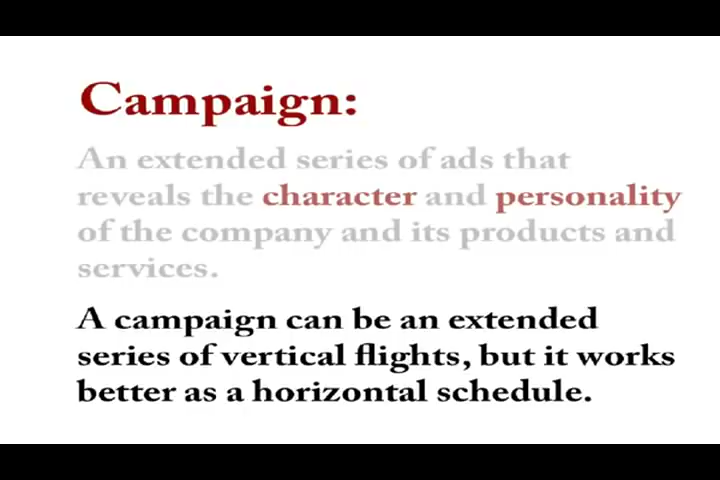 Campaign:
An extended series of ads that
reveals the character and personality
of the company and its products and
services.
A campaign can be an extended
series of vertical flights, but it works
better as a horizontal schedule.